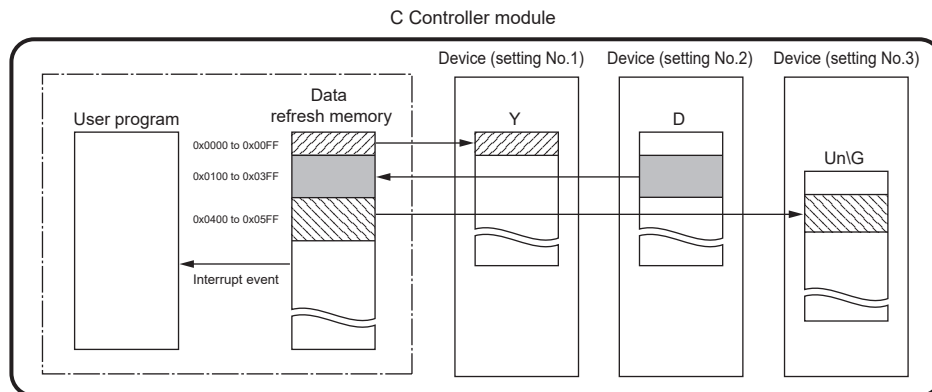 C Controller module
Device (setting No.1)
Device (setting No.2)
Device (setting No.3)
Data
refresh memory
User program
Y
D
0x0000 to 0x00FF
Un\G
0x0100 to 0x03FF
0x0400 to 0x05FF
Interrupt event